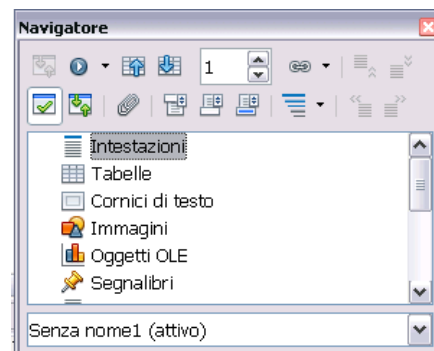 Navigatore
1
Intestazioni
Tabelle
Cornici di testo
Immagini
Oggetti OLE
Segnalibri
Senza nome1 (attivo)